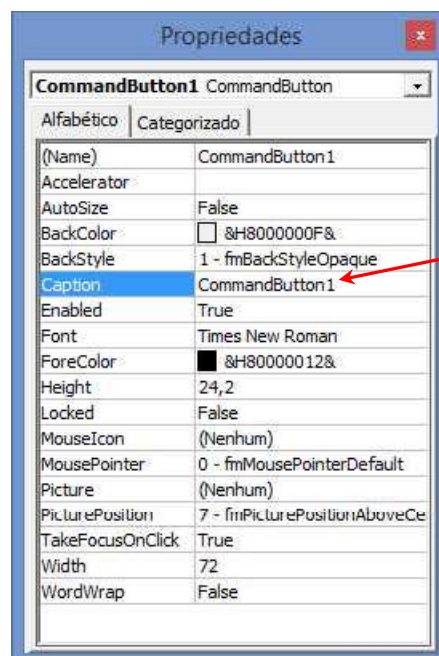 Propriedades
x
CommandButton1 CommandButton
Alfabético Categorizado
(Name) CommandButton1
Accelerator
AutoSize False
BackColor &H8000000F&
BackStyle 1 - fmBackStyleOpaque
Caption CommandButton1
Enabled True
Font Times New Roman
ForeColor &H80000012&
Height 24,2
Locked False
MouseIcon (Nenhum)
MousePointer 0 - fmMousePointerDefault
Picture (Nenhum)
PicturePosition 7 - fmPicturePositionAboveCe
TakeFocusOnClick True
Width 72
WordWrap False